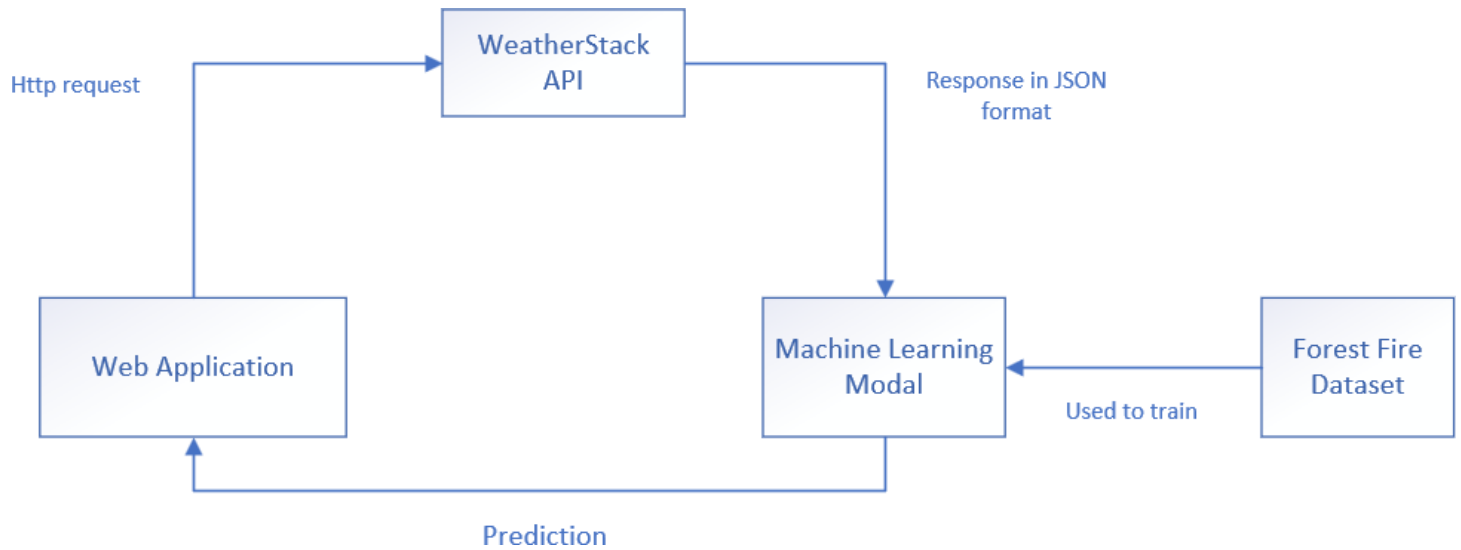 WeatherStack
API
Http request
Response in JSON
format
Web Application
Machine Learning
Modal
Forest Fire
Dataset
Used to train
Prediction